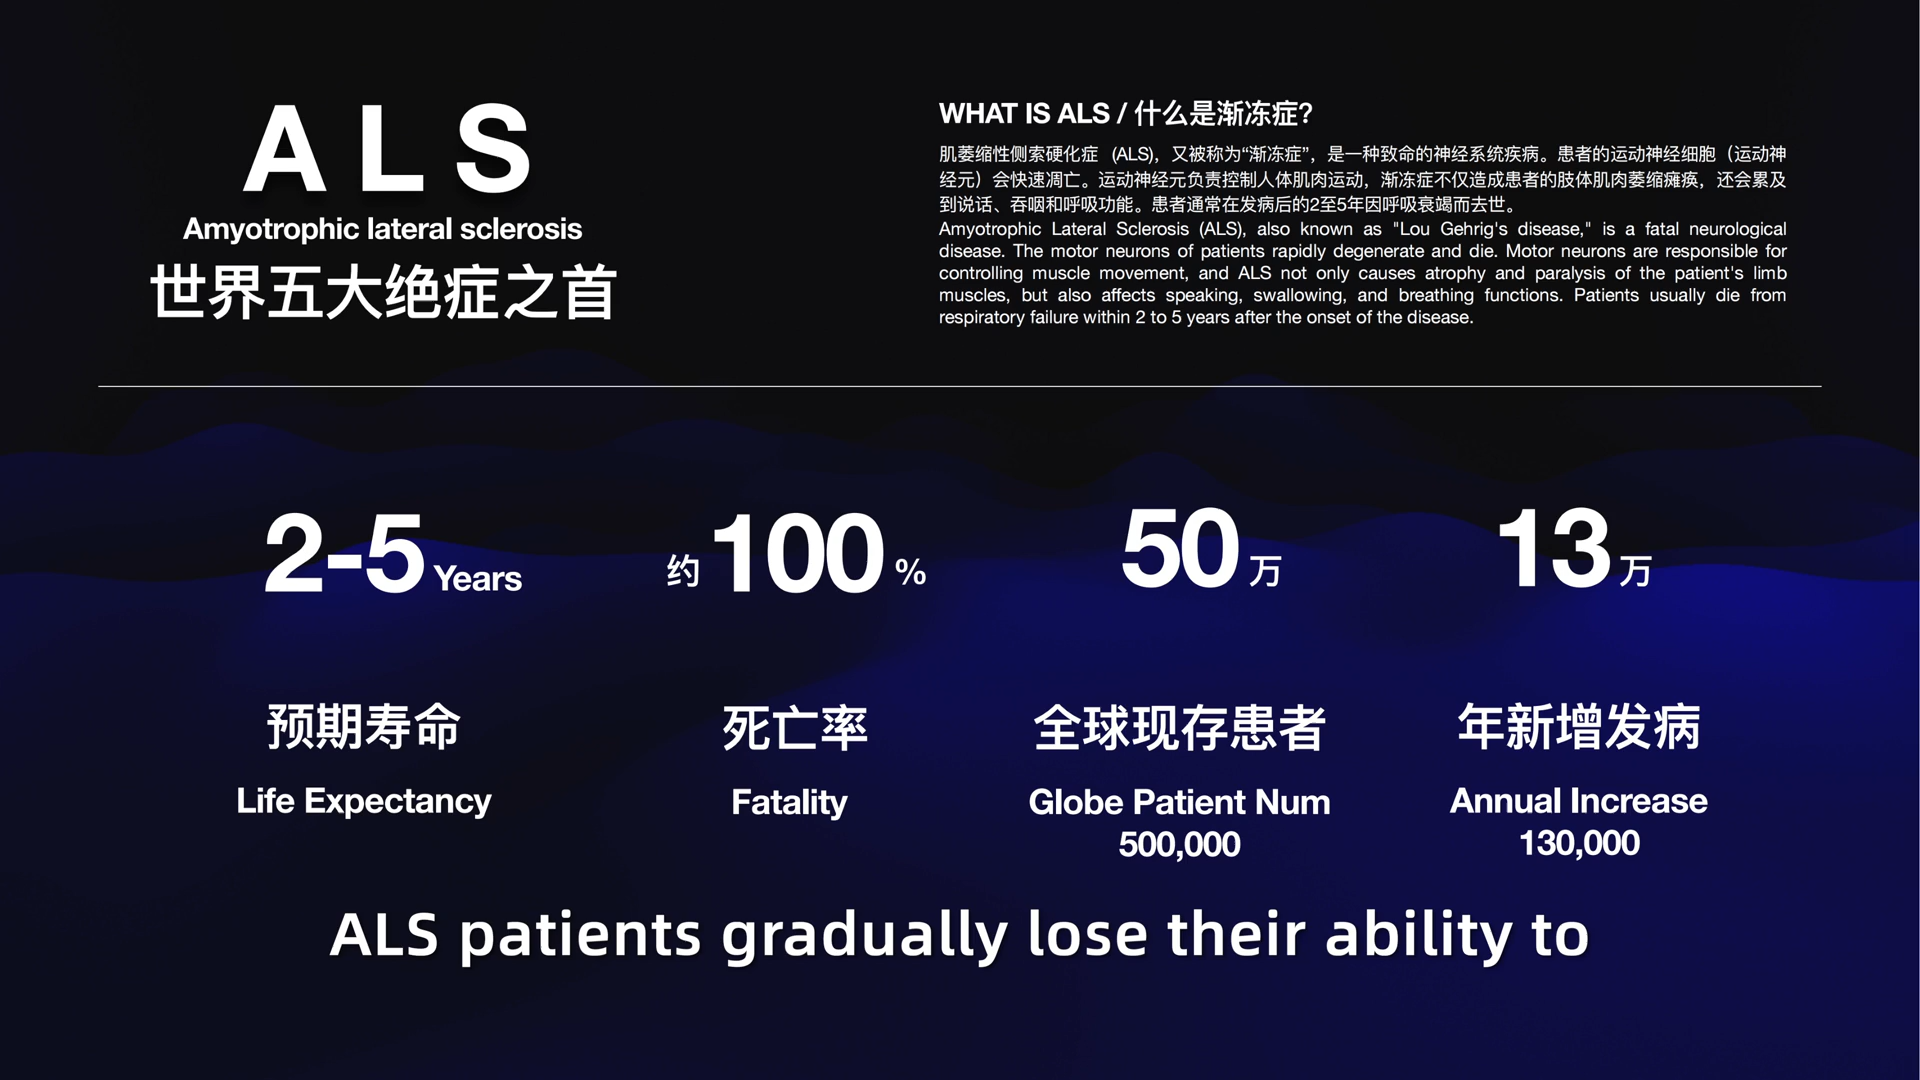 ALS
Amyotrophic lateral sclerosis
世界五大绝症之首
WHAT IS ALS / 什么是渐冻症?
肌萎缩性侧索硬化症 (ALS)，又被称为“渐冻症”，是一种致命的神经系统疾病。患者的运动神经细胞（运动神
经元）会快速凋亡。运动神经元负责控制人体肌肉运动，渐冻症不仅造成患者的肢体肌肉萎缩瘫痪，还会累及
到说话、吞咽和呼吸功能。患者通常在发病后的2至5年因呼吸衰竭而去世。
Amyotrophic Lateral Sclerosis (ALS), also known as "Lou Gehrig's disease," is a fatal neurological
disease. The motor neurons of patients rapidly degenerate and die. Motor neurons are responsible for
controlling muscle movement, and ALS not only causes atrophy and paralysis of the patient's limb
muscles, but also affects speaking, swallowing, and breathing functions. Patients usually die from
respiratory failure within 2 to 5 years after the onset of the disease.
2-5 Years
预期寿命
Life Expectancy
约 100 %
死亡率
Fatality
50 万
全球现存患者
Globe Patient Num
500,000
13 万
年新增发病
Annual Increase
130,000
ALS patients gradually lose their ability to